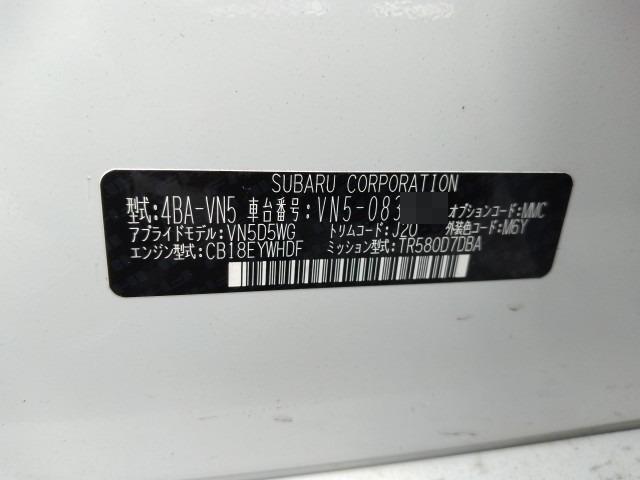 SUBARU CORPORATION
型式:4BA-VN5 車台番号:VN5-083 オプションコード:MMC
アプライドモデル:VN5D5WG トリムコード:J20 外装色コード:M6Y
エンジン型式:CB18EYWHDF ミッション型式:TR580D7DBA